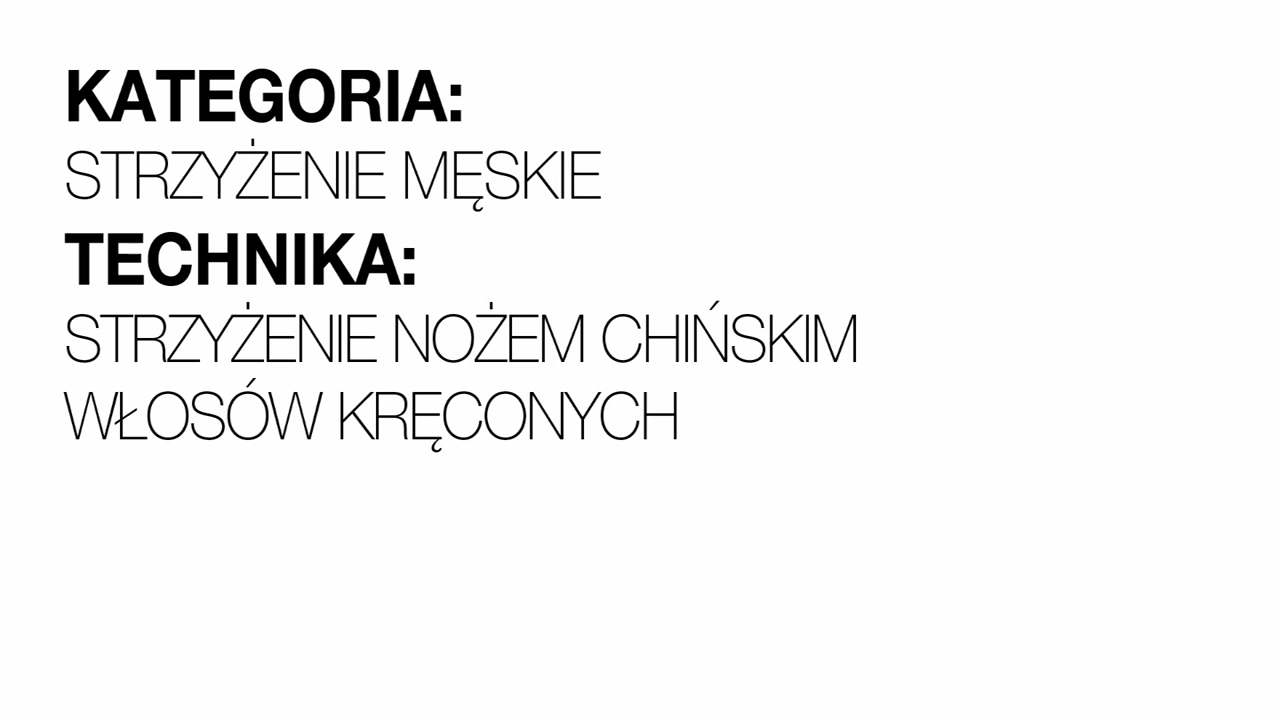 KATEGORIA:
STRZYŻENIE MĘSKIE
TECHNIKA:
STRZYŻENIE NOŻEM CHIŃSKIM
WŁOSÓW KRĘCONYCH